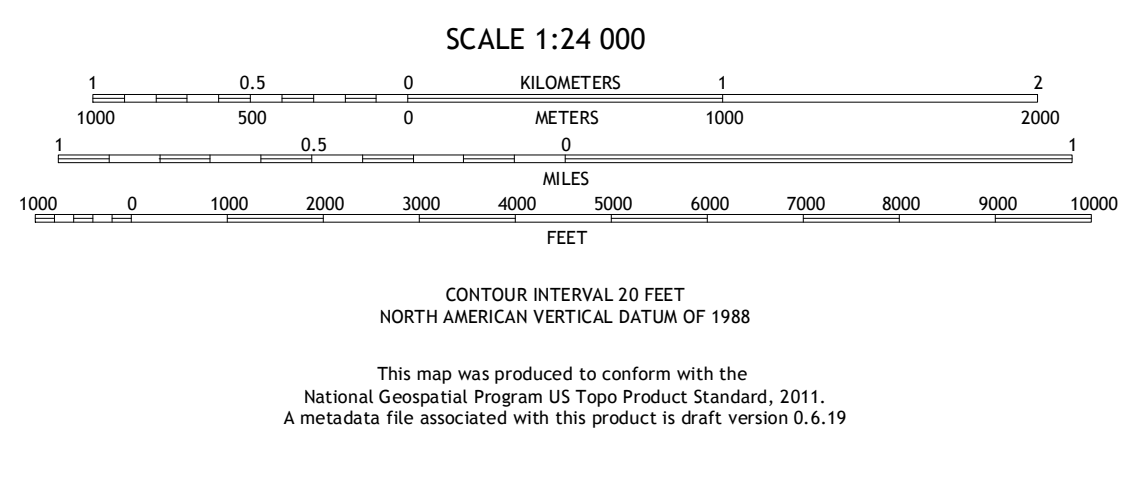 SCALE 1:24 000
1 0.5 0 KILOMETERS 1 2
1000 500 0 METERS 1000 2000
1 0.5 0 1
MILES
1000 0 1000 2000 3000 4000 5000 6000 7000 8000 9000 10000
FEET
CONTOUR INTERVAL 20 FEET
NORTH AMERICAN VERTICAL DATUM OF 1988
This map was produced to conform with the
National Geospatial Program US Topo Product Standard, 2011.
A metadata file associated with this product is draft version 0.6.19